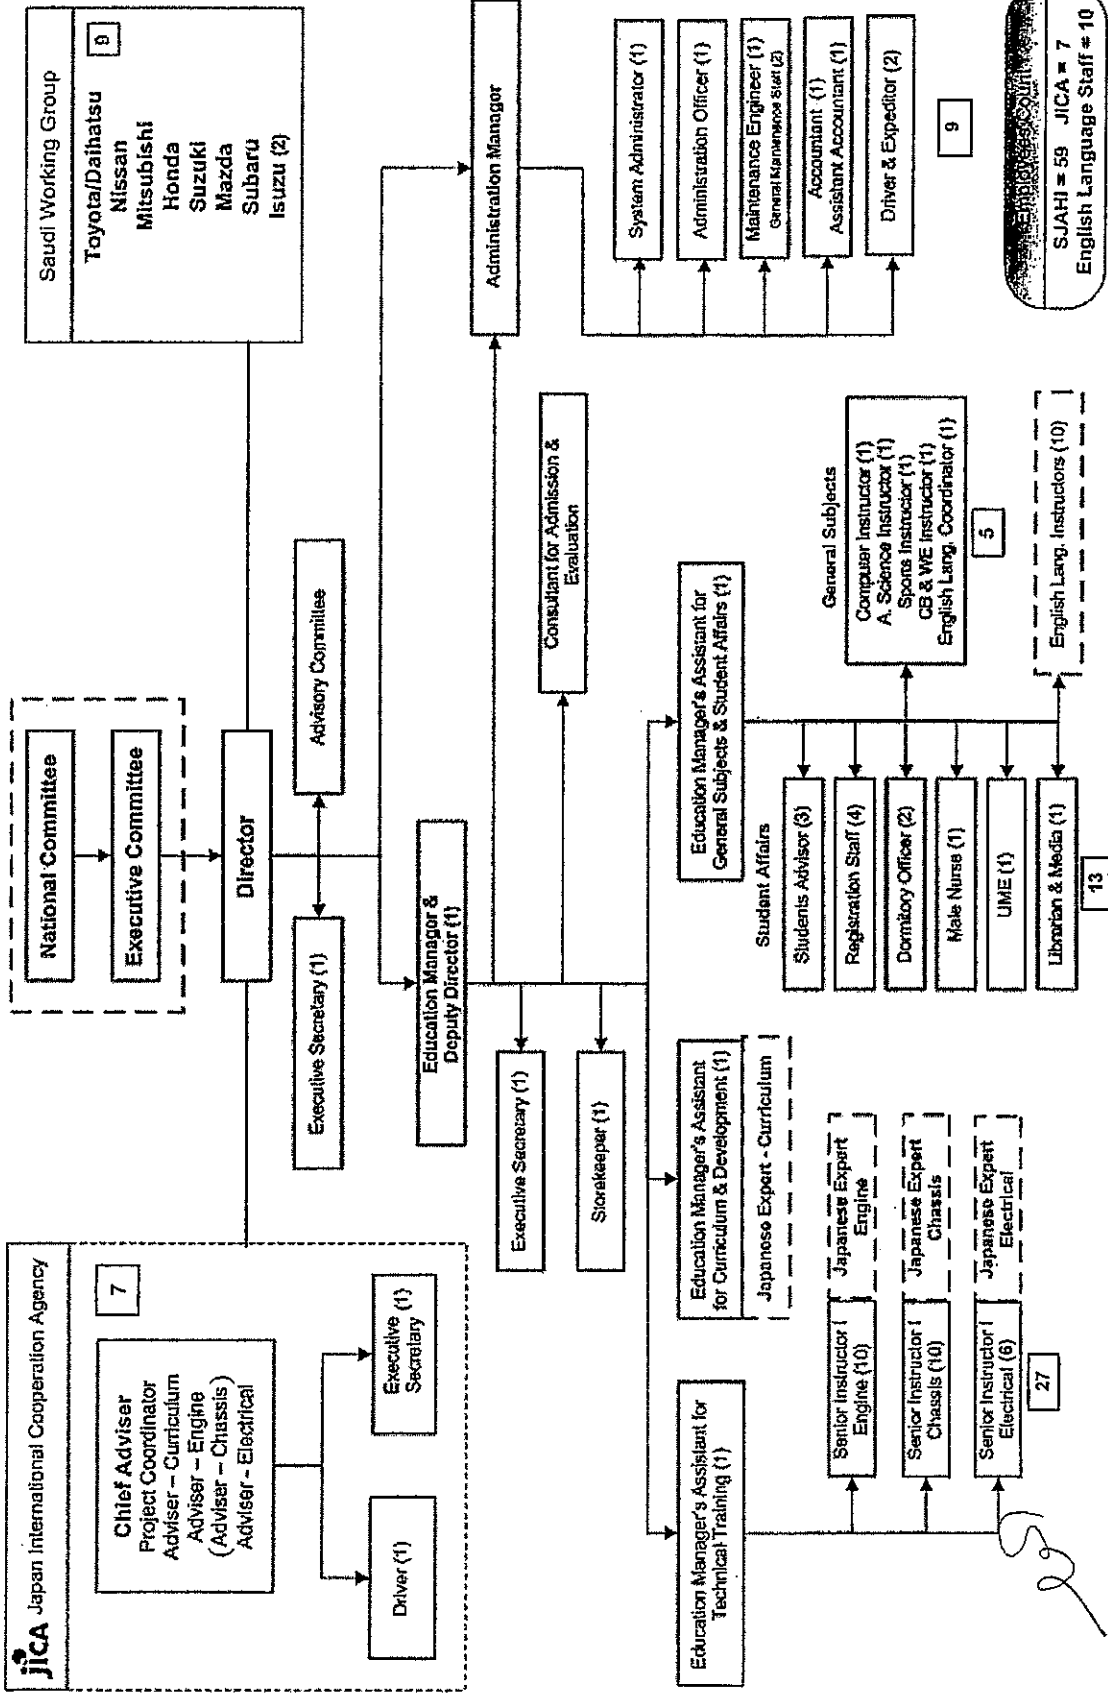 jICA Japan International Cooperation Agency
7
Chief Adviser
Project Coordinator
Adviser – Curriculum
Adviser – Engine
(Adviser – Chassis)
Adviser - Electrical
Driver (1)
Executive (1)
Secretary
National Committee
Executive Committee
Director
Saudi Working Group
9
Toyota/Daihatsu
Nissan
Mitsubishi
Honda
Suzuki
Mazda
Subaru
Isuzu (2)
Executive Secretary (1)
Advisory Committee
Education Manager &
Deputy Director (1)
Administration Manager
Executive Secretary (1)
Storekeeper (1)
Consultant for Admission &
Evaluation
System Administrator (1)
Administration Officer (1)
Maintenance Engineer (1)
General Maintenance Staff (2)
Accountant (1)
Assistant Accountant (1)
Driver & Expeditor (2)
9
Education Manager's Assistant for
Technical Training (1)
Education Manager's Assistant
for Curriculum & Development (1)
Japanese Expert - Curriculum
Education Manager's Assistant for
General Subjects & Student Affairs (1)
Senior Instructor I
Engine (10)
Japanese Expert
Engine
Senior Instructor I
Chassis (10)
Japanese Expert
Chassis
Senior Instructor I
Electrical (6)
Japanese Expert
Electrical
27
Student Affairs
Students Advisor (3)
Registration Staff (4)
Dormitory Officer (2)
Male Nurse (1)
UME (1)
Librarian & Media (1)
13
General Subjects
Computer Instructor (1)
A. Science Instructor (1)
Sports Instructor (1)
CB & WE Instructor (1)
English Lang. Coordinator (1)
5
English Lang. Instructors (10)
Employees Count
SJAHI = 59 JICA = 7
English Language Staff = 10